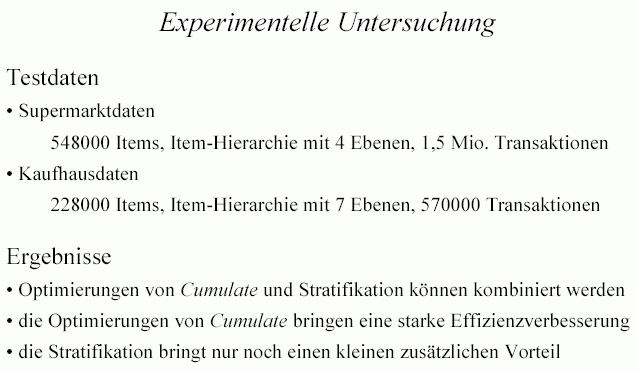 Experimentelle Untersuchung
Testdaten
• Supermarktdaten
548000 Items, Item-Hierarchie mit 4 Ebenen, 1,5 Mio. Transaktionen
• Kaufhausdaten
228000 Items, Item-Hierarchie mit 7 Ebenen, 570000 Transaktionen
Ergebnisse
• Optimierungen von Cumulate und Stratifikation können kombiniert werden
• die Optimierungen von Cumulate bringen eine starke Effizienzverbesserung
• die Stratifikation bringt nur noch einen kleinen zusätzlichen Vorteil